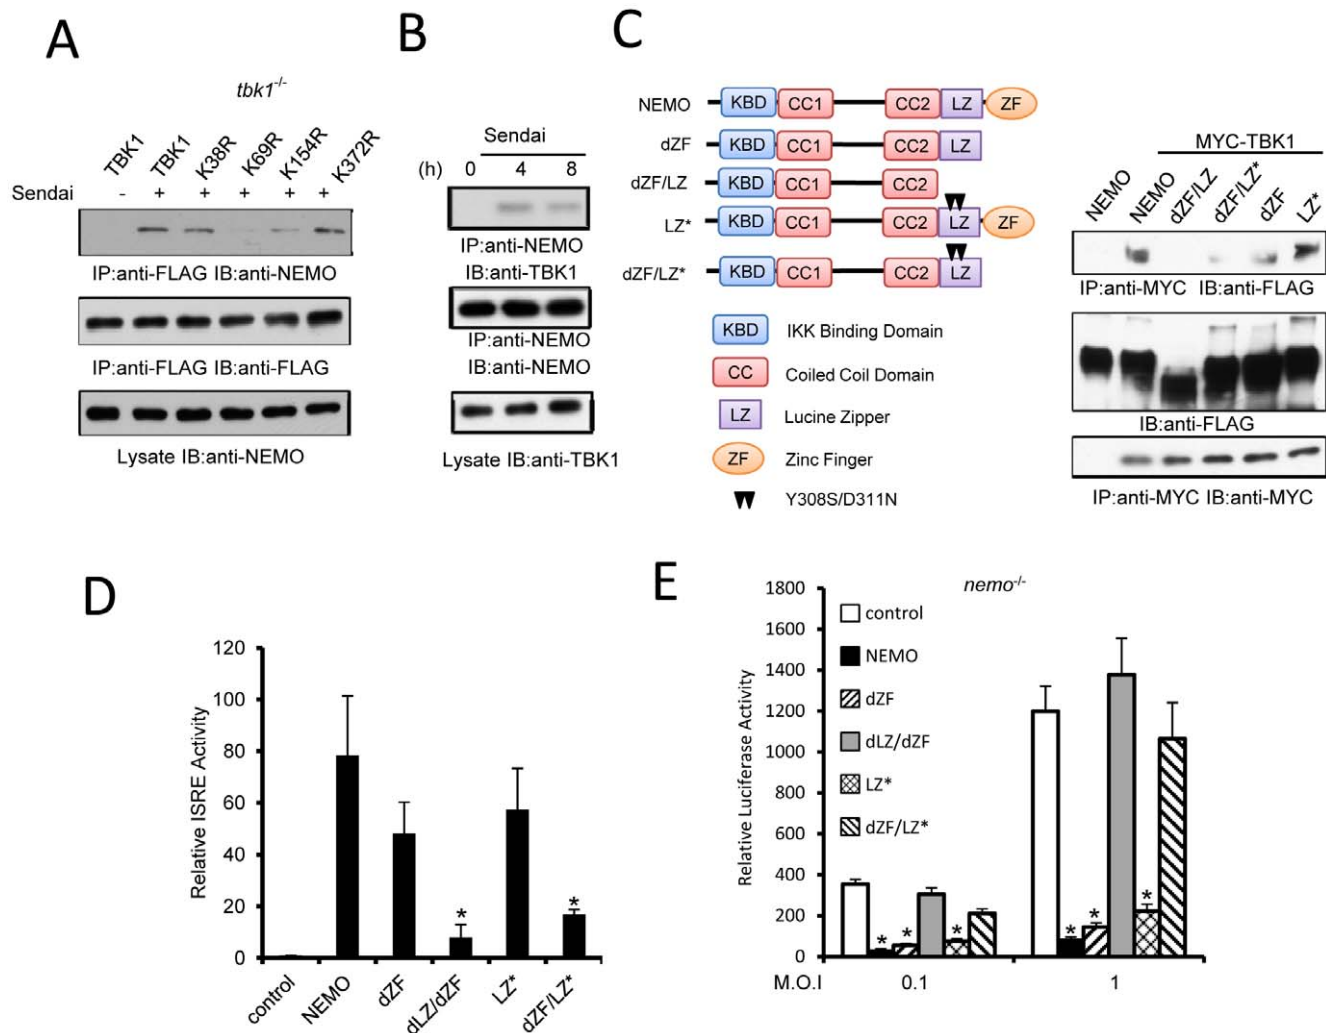 A
tbk1-/-
TBK1
TBK1
K38R
K69R
K154R
K372R
Sendai - + + + + +
IP:anti-FLAG IB:anti-NEMO
IP:anti-FLAG IB:anti-FLAG
Lysate IB:anti-NEMO
B
Sendai
(h) 0 4 8
IP:anti-NEMO
IB:anti-TBK1
IP:anti-NEMO
IB:anti-NEMO
Lysate IB:anti-TBK1
C
NEMO KBD CC1 CC2 LZ ZF
dZF KBD CC1 CC2 LZ
dZF/LZ KBD CC1 CC2
LZ* KBD CC1 CC2 LZ ZF
dZF/LZ* KBD CC1 CC2 LZ
KBD IKK Binding Domain
CC Coiled Coil Domain
LZ Lucine Zipper
ZF Zinc Finger
Y308S/D311N
MYC-TBK1
NEMO
NEMO
dZF/LZ
dZF/LZ*
dZF
LZ*
IP:anti-MYC IB:anti-FLAG
IB:anti-FLAG
IP:anti-MYC IB:anti-MYC
D
Relative ISRE Activity
120
100
80
60
40
20
0
* *
control
NEMO
dZF
dLZ/dZF
LZ*
dZF/LZ*
E
nemo-/-
Relative Luciferase Activity
1800
1600
1400
1200
1000
800
600
400
200
0
control
NEMO
dZF
dLZ/dZF
LZ*
dZF/LZ*
* * * * * *
M.O.I 0.1 1